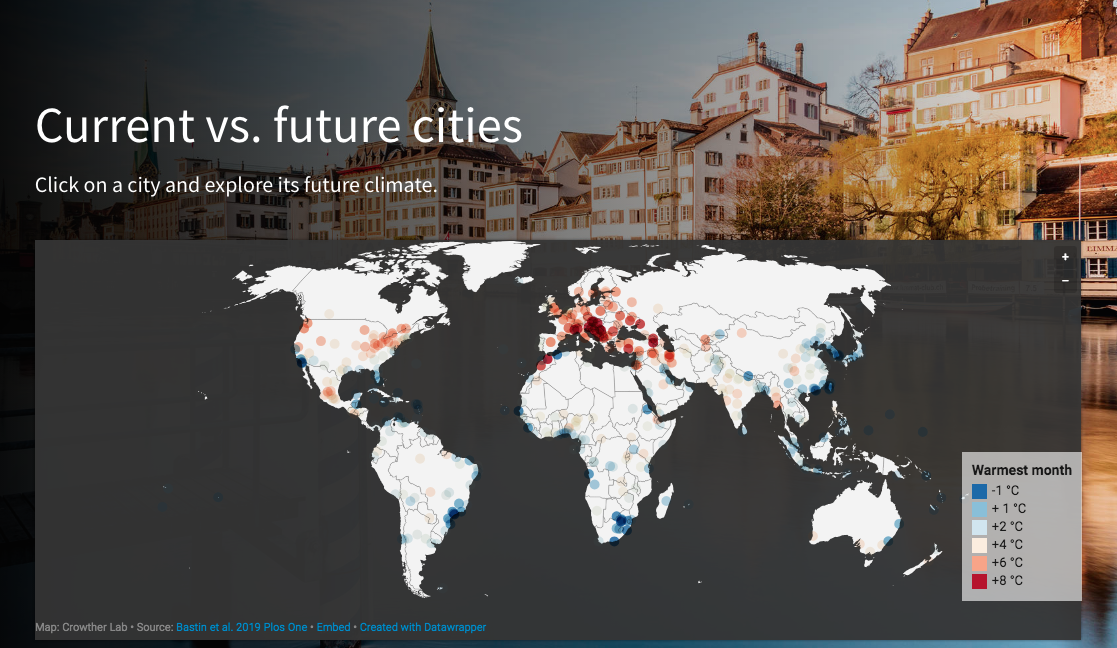 Current vs. future cities
Click on a city and explore its future climate.
+
−
Warmest month
-1 °C
+ 1 °C
+2 °C
+4 °C
+6 °C
+8 °C
Map: Crowther Lab • Source: Bastin et al. 2019 Plos One • Embed • Created with Datawrapper